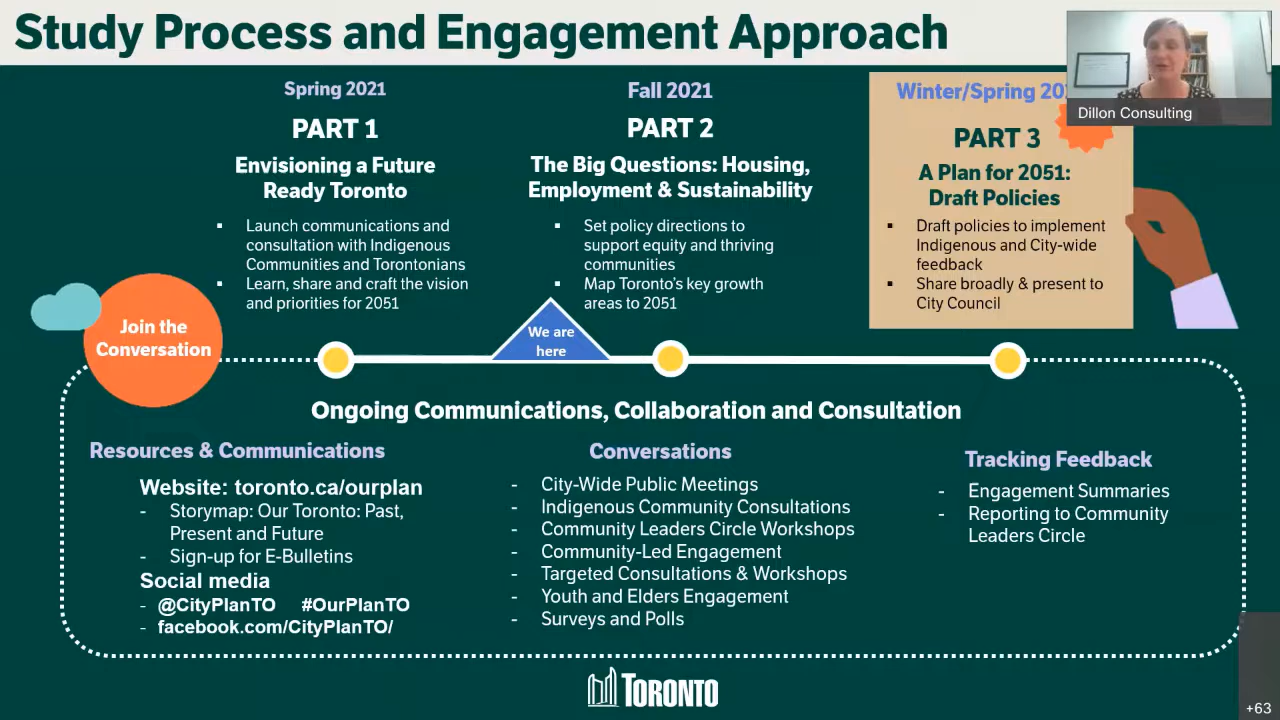 Study Process and Engagement Approach
Dillon Consulting
Spring 2021
PART 1
Envisioning a Future
Ready Toronto
▪ Launch communications and
consultation with Indigenous
Communities and Torontonians
▪ Learn, share and craft the vision
and priorities for 2051
Fall 2021
PART 2
The Big Questions: Housing,
Employment & Sustainability
▪ Set policy directions to
support equity and thriving
communities
▪ Map Toronto's key growth
areas to 2051
Winter/Spring
PART 3
A Plan for 2051:
Draft Policies
▪ Draft policies to implement
Indigenous and City-wide
feedback
▪ Share broadly & present to
City Council
Join the
Conversation
We are
here
Ongoing Communications, Collaboration and Consultation
Resources & Communications
Website: toronto.ca/ourplan
- Storymap: Our Toronto: Past,
Present and Future
- Sign-up for E-Bulletins
Social media
- @CityPlanTO #OurPlanTO
- facebook.com/CityPlanTO/
Conversations
- City-Wide Public Meetings
- Indigenous Community Consultations
- Community Leaders Circle Workshops
- Community-Led Engagement
- Targeted Consultations & Workshops
- Youth and Elders Engagement
- Surveys and Polls
Tracking Feedback
- Engagement Summaries
- Reporting to Community
Leaders Circle
TORONTO
+63